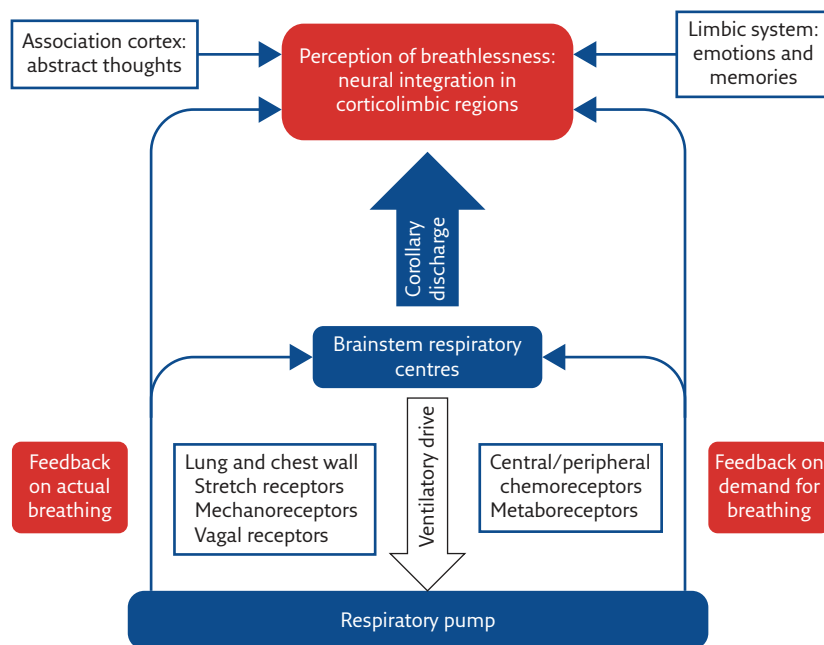 Association cortex:
abstract thoughts
Perception of breathlessness:
neural integration in
corticolimbic regions
Limbic system:
emotions and
memories
Corollary
discharge
Brainstem respiratory
centres
Feedback
on actual
breathing
Lung and chest wall
Stretch receptors
Mechanoreceptors
Vagal receptors
Ventilatory drive
Central/peripheral
chemoreceptors
Metaboreceptors
Feedback on
demand for
breathing
Respiratory pump